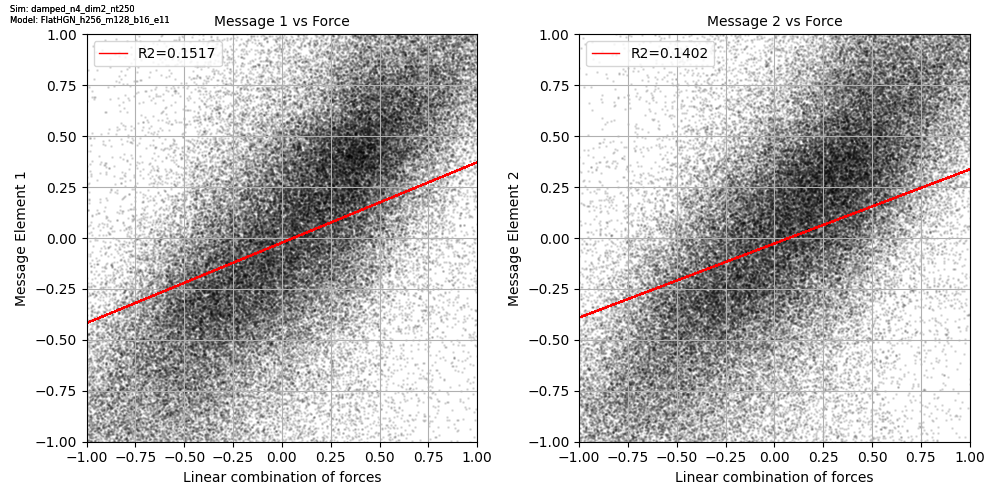 Sim: damped_n4_dim2_nt250
Model: FlatHGN_h256_m128_b16_e11
Message 1 vs Force
R2=0.1517
1.00
0.75
0.50
0.25
0.00
−0.25
−0.50
−0.75
−1.00
Message Element 1
−1.00 −0.75 −0.50 −0.25 0.00 0.25 0.50 0.75 1.00
Linear combination of forces
Message 2 vs Force
R2=0.1402
1.00
0.75
0.50
0.25
0.00
−0.25
−0.50
−0.75
−1.00
Message Element 2
−1.00 −0.75 −0.50 −0.25 0.00 0.25 0.50 0.75 1.00
Linear combination of forces